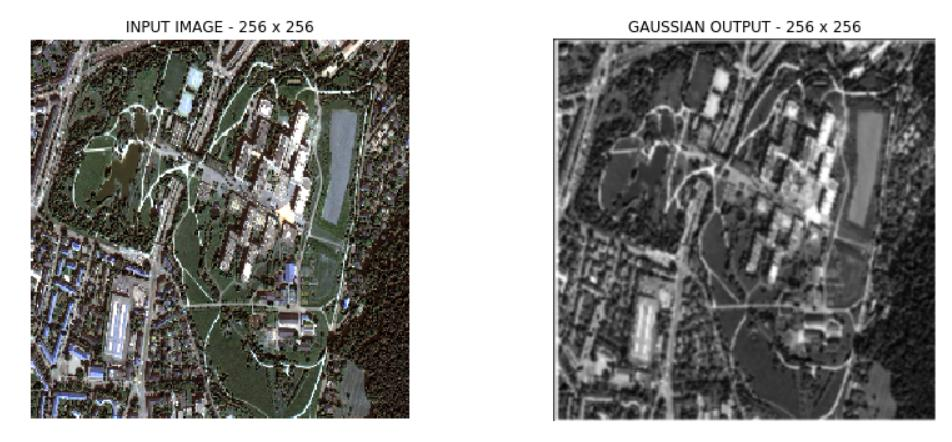 INPUT IMAGE - 256 x 256
GAUSSIAN OUTPUT - 256 x 256